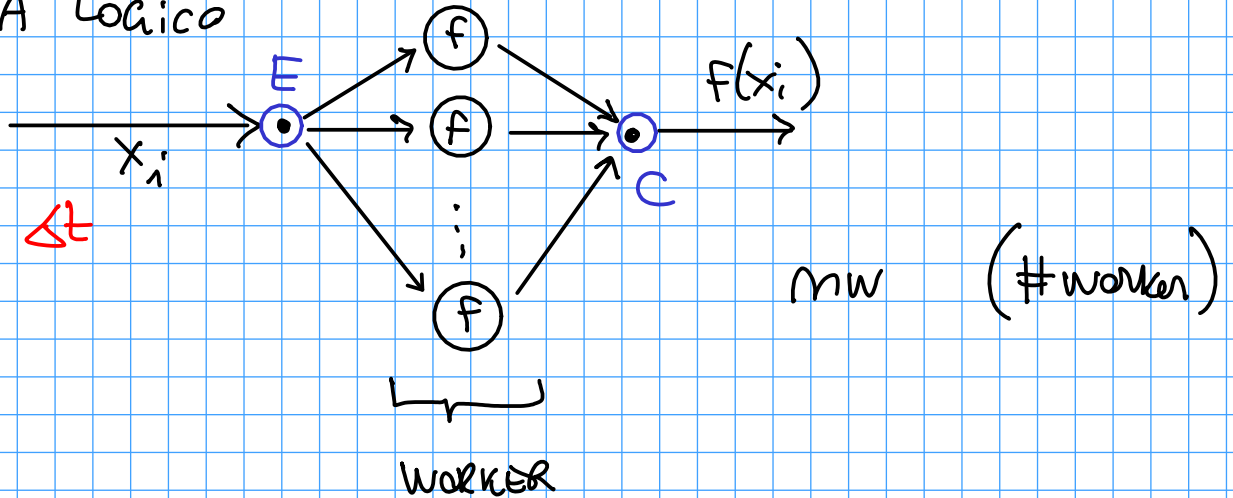 A LOGICO
f
E
F(xi)
f
xi
C
Δt
nw (#worker)
f
WORKER